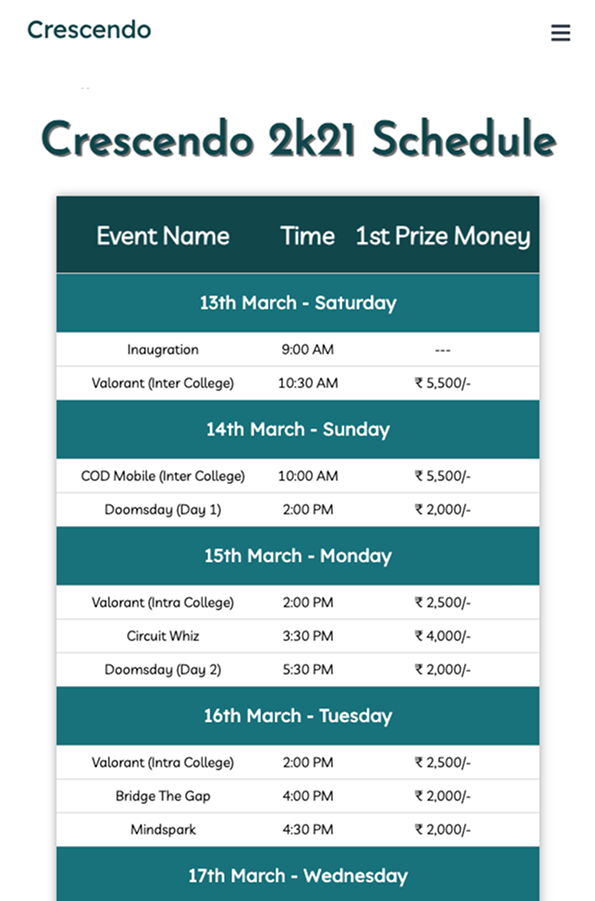 Crescendo
Crescendo 2k21 Schedule
Event Name Time 1st Prize Money
13th March - Saturday
Inaugration 9:00 AM ---
Valorant (Inter College) 10:30 AM ₹ 5,500/-
14th March - Sunday
COD Mobile (Inter College) 10:00 AM ₹ 5,500/-
Doomsday (Day 1) 2:00 PM ₹ 2,000/-
15th March - Monday
Valorant (Intra College) 2:00 PM ₹ 2,500/-
Circuit Whiz 3:30 PM ₹ 4,000/-
Doomsday (Day 2) 5:30 PM ₹ 2,000/-
16th March - Tuesday
Valorant (Intra College) 2:00 PM ₹ 2,500/-
Bridge The Gap 4:00 PM ₹ 2,000/-
Mindspark 4:30 PM ₹ 2,000/-
17th March - Wednesday